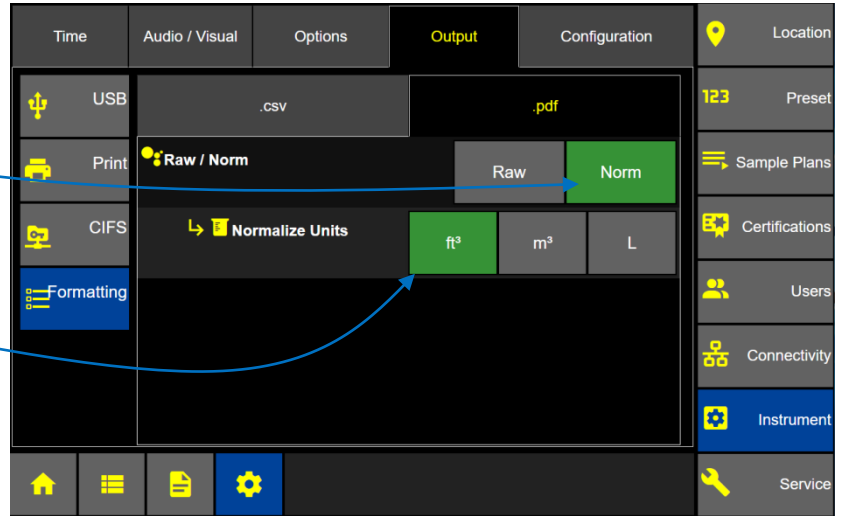 Time
Audio / Visual
Options
Output
Configuration
Location
USB
.csv
.pdf
123 Preset
Print
Raw / Norm
Raw
Norm
Sample Plans
CIFS
Normalize Units
ft³
m³
L
Certifications
Formatting
Users
Connectivity
Instrument
Service